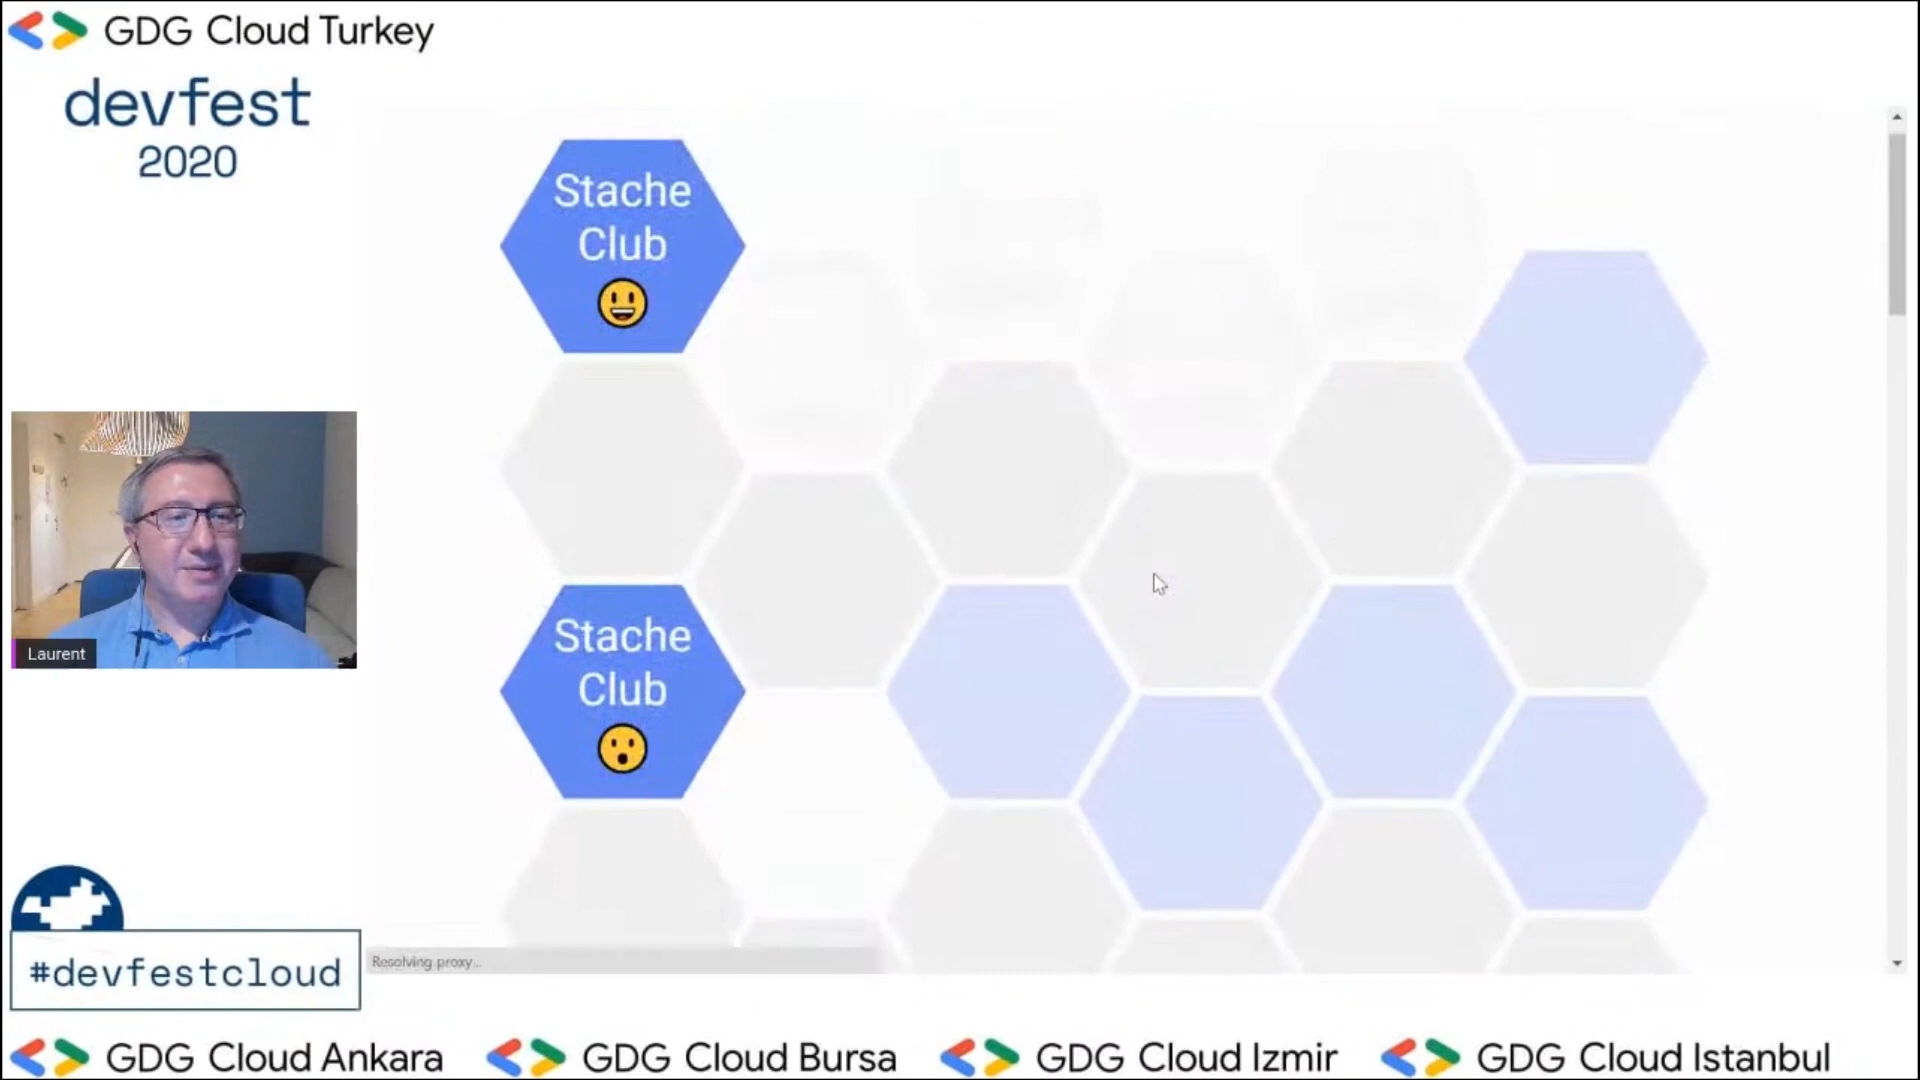 GDG Cloud Turkey
devfest
2020
Stache
Club
Stache
Club
Laurent
#devfestcloud
Resolving proxy...
GDG Cloud Ankara
GDG Cloud Bursa
GDG Cloud Izmir
GDG Cloud Istanbul